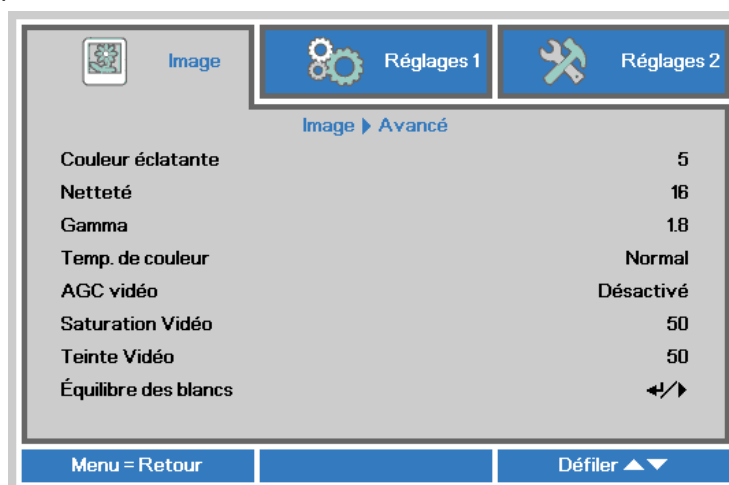 Image Réglages 1 Réglages 2
Image Avancé
Couleur éclatante 5
Netteté 16
Gamma 1.8
Temp. de couleur Normal
AGC vidéo Désactivé
Saturation Vidéo 50
Teinte Vidéo 50
Équilibre des blancs
Menu = Retour Défiler